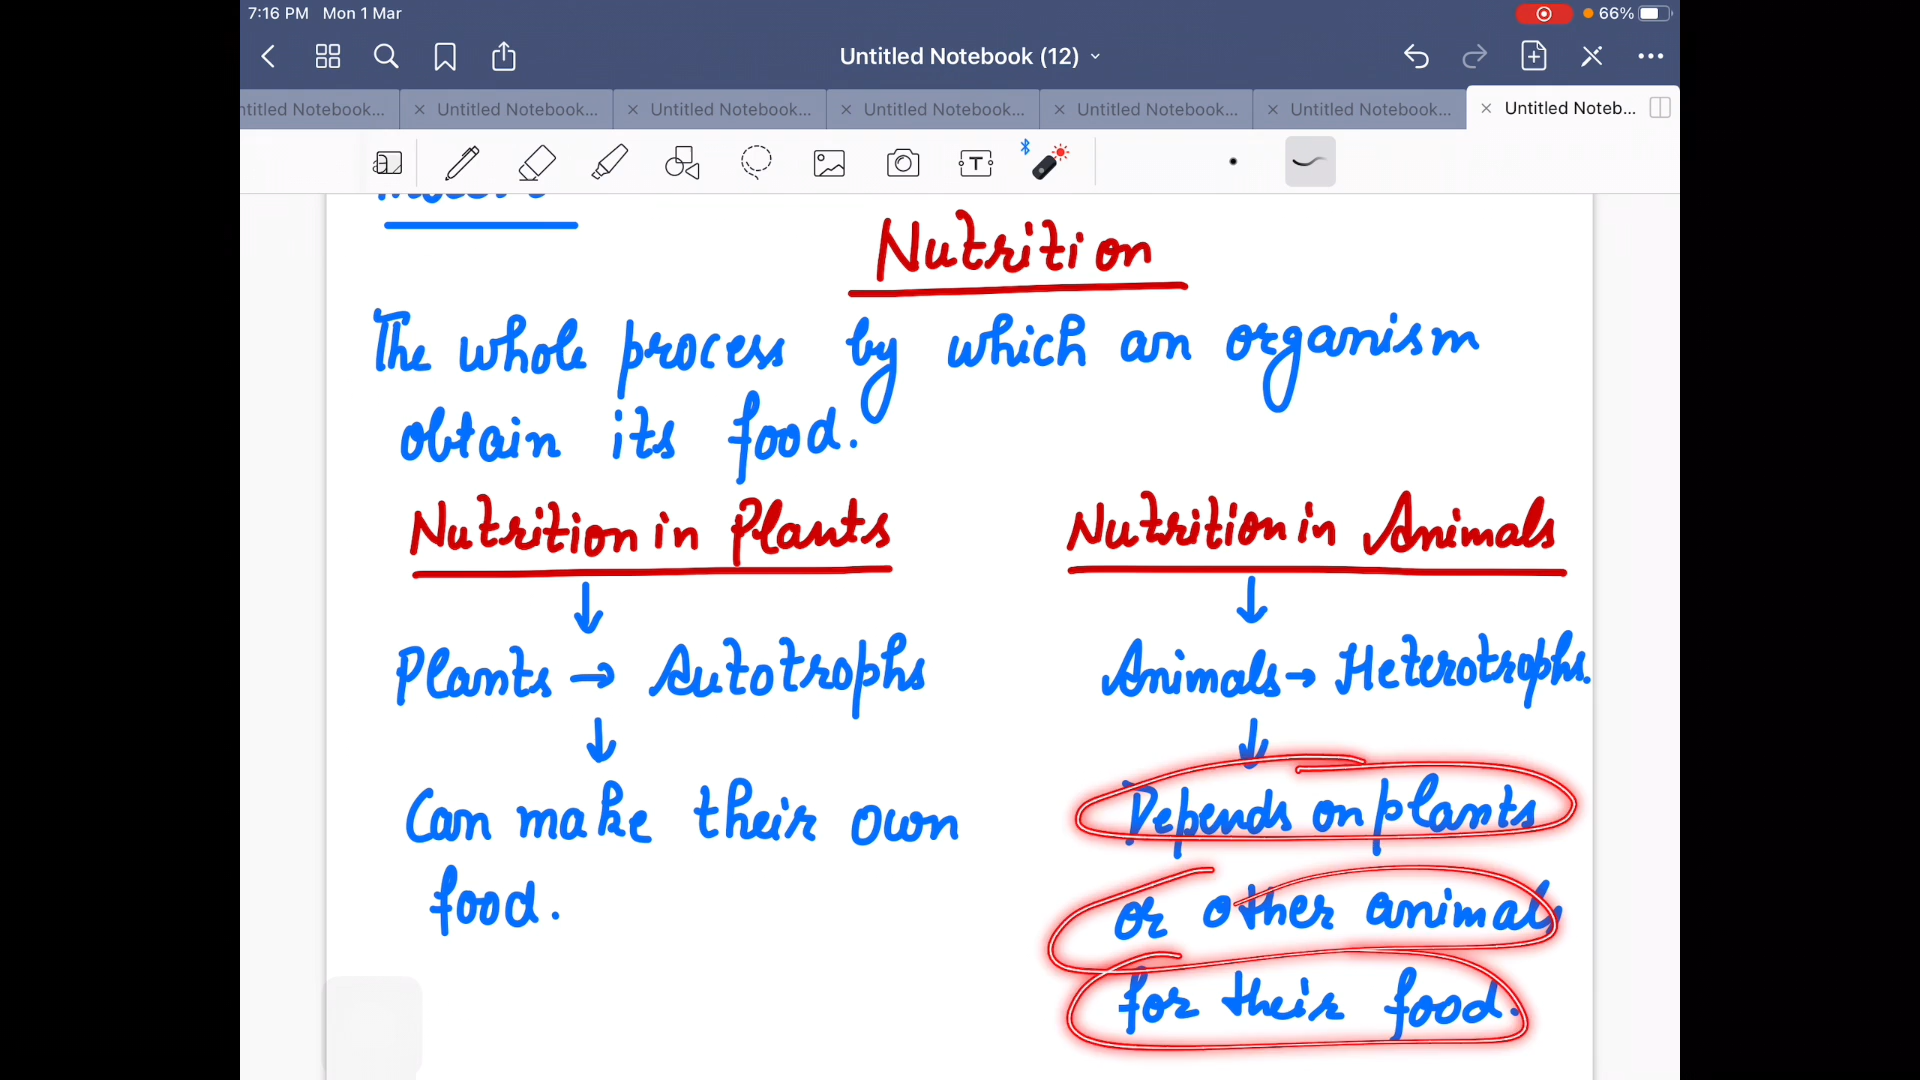 7:16 PM Mon 1 Mar 66%
Untitled Notebook (12)
ntitled Notebook... Untitled Notebook... Untitled Notebook... Untitled Notebook... Untitled Notebook... Untitled Notebook... Untitled Noteb...
Nutrition
The whole process by which an organism
obtain its food.
Nutrition in Plants
Plants → Autotrophs
Can make their own
food.
Nutrition in Animals
Animals → Heterotrophs.
Depends on plants
or other animals
for their food.